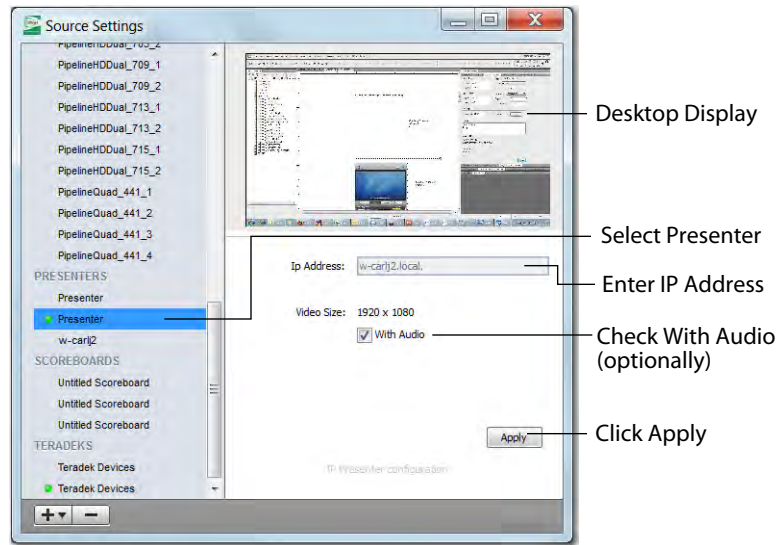 Source Settings
PipelineHDDual_705_2
PipelineHDDual_709_1
PipelineHDDual_709_2
PipelineHDDual_713_1
PipelineHDDual_713_2
PipelineHDDual_715_1
PipelineHDDual_715_2
PipelineQuad_441_1
PipelineQuad_441_2
PipelineQuad_441_3
PipelineQuad_441_4
PRESENTERS
Presenter
Presenter
w-carlj2
SCOREBOARDS
Untitled Scoreboard
Untitled Scoreboard
Untitled Scoreboard
TERADEKS
Teradek Devices
Teradek Devices
Ip Address: w-carlj2.local.
Video Size: 1920 x 1080
With Audio
Apply
IP Presenter configuration
Desktop Display
Select Presenter
Enter IP Address
Check With Audio
(optionally)
Click Apply